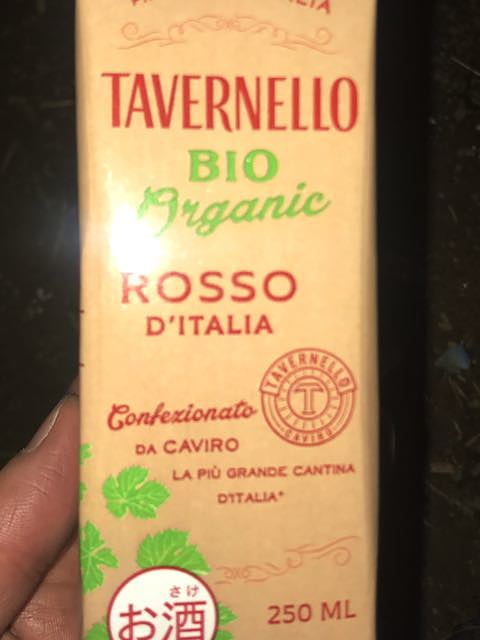 TAVERNELLO
BIO
Organic
ROSSO
D'ITALIA
TAVERNELLO
T
CAVIRO
Confezionato
DA CAVIRO
LA PIÙ GRANDE CANTINA
D'ITALIA*
さけ
お酒
250 ML